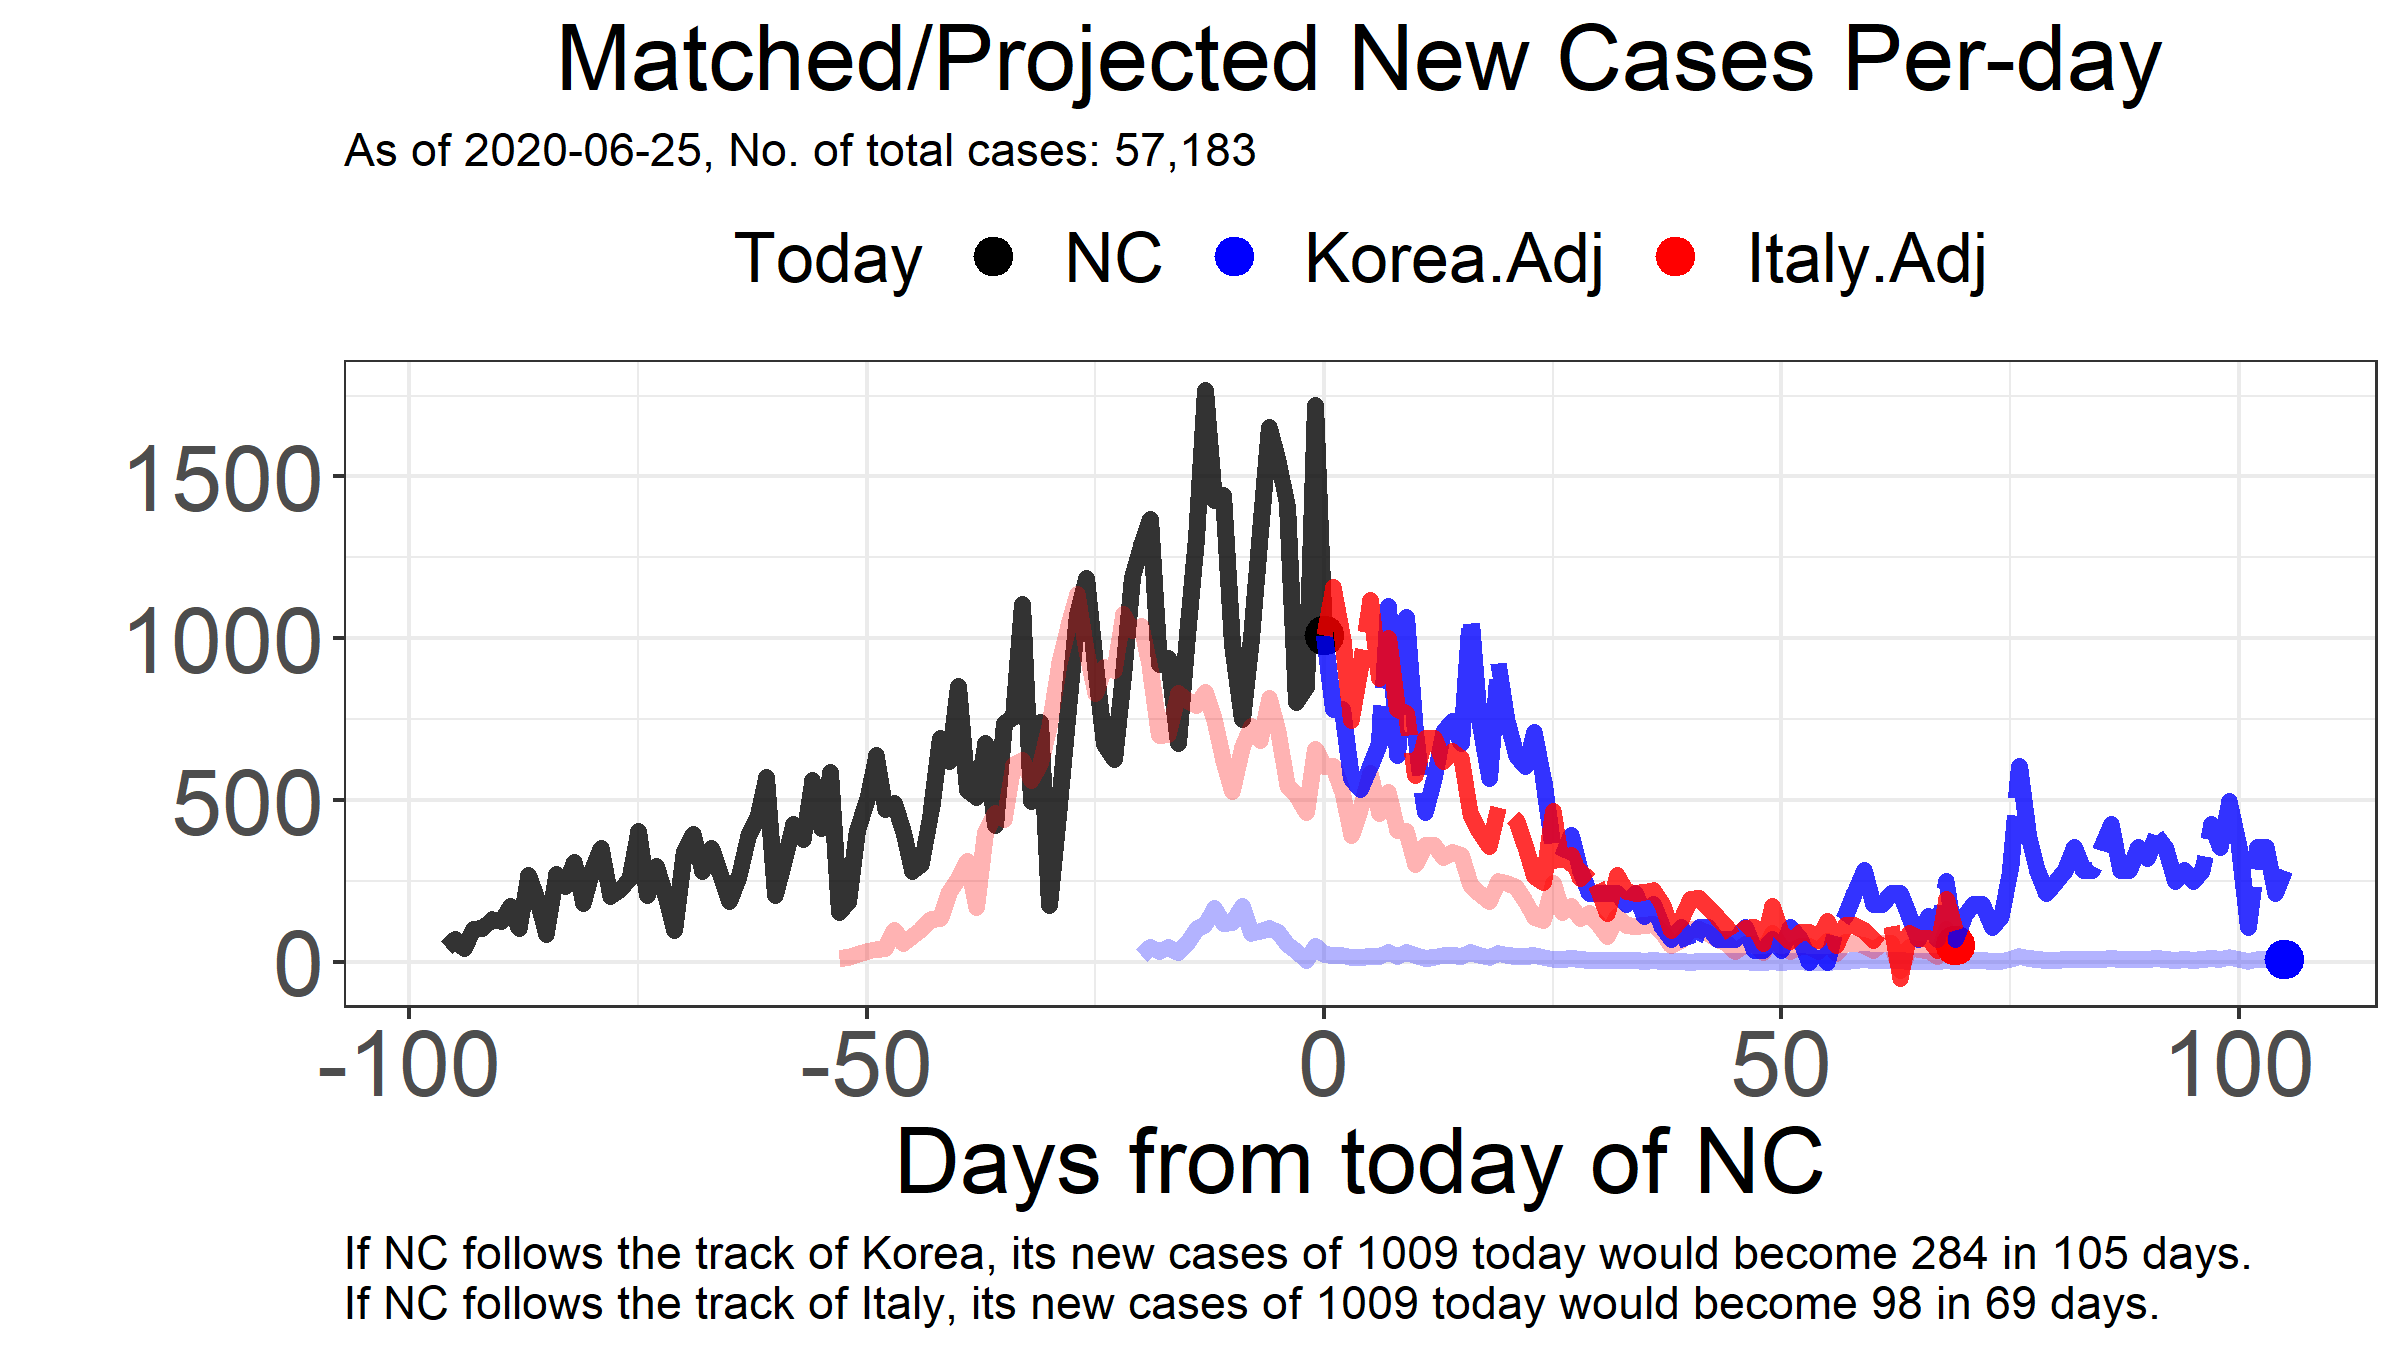 Matched/Projected New Cases Per-day
As of 2020-06-25, No. of total cases: 57,183
Today NC Korea.Adj Italy.Adj
1500
1000
500
0
-100 -50 0 50 100
Days from today of NC
If NC follows the track of Korea, its new cases of 1009 today would become 284 in 105 days.
If NC follows the track of Italy, its new cases of 1009 today would become 98 in 69 days.